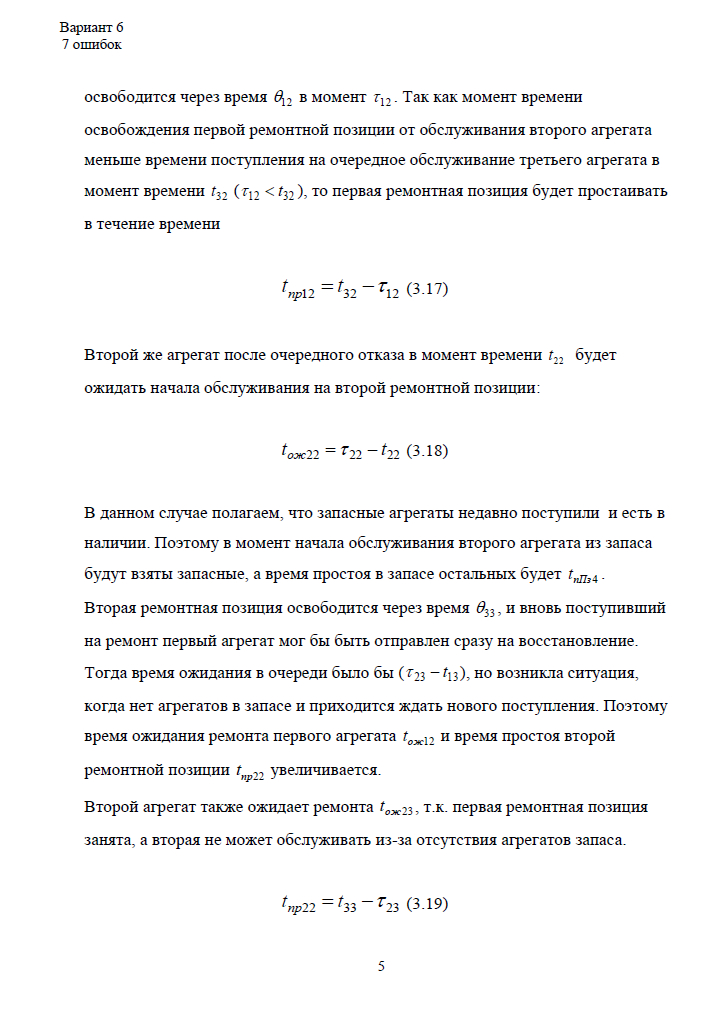 Вариант 6
7 ошибок
освободится через время θ12 в момент τ12 . Так как момент времени
освобождения первой ремонтной позиции от обслуживания второго агрегата
меньше времени поступления на очередное обслуживание третьего агрегата в
момент времени t32 (τ12 < t32), то первая ремонтная позиция будет простаивать
в течение времени
tпр12 = t32 − τ12 (3.17)
Второй же агрегат после очередного отказа в момент времени t22 будет
ожидать начала обслуживания на второй ремонтной позиции:
tож22 = τ22 − t22 (3.18)
В данном случае полагаем, что запасные агрегаты недавно поступили и есть в
наличии. Поэтому в момент начала обслуживания второго агрегата из запаса
будут взяты запасные, а время простоя в запасе остальных будет tпПз4 .
Вторая ремонтная позиция освободится через время θ33, и вновь поступивший
на ремонт первый агрегат мог бы быть отправлен сразу на восстановление.
Тогда время ожидания в очереди было бы (τ23 − t13), но возникла ситуация,
когда нет агрегатов в запасе и приходится ждать нового поступления. Поэтому
время ожидания ремонта первого агрегата tож12 и время простоя второй
ремонтной позиции tпр22 увеличивается.
Второй агрегат также ожидает ремонта tож23, т.к. первая ремонтная позиция
занята, а вторая не может обслуживать из-за отсутствия агрегатов запаса.
tпр22 = t33 − τ23 (3.19)
5